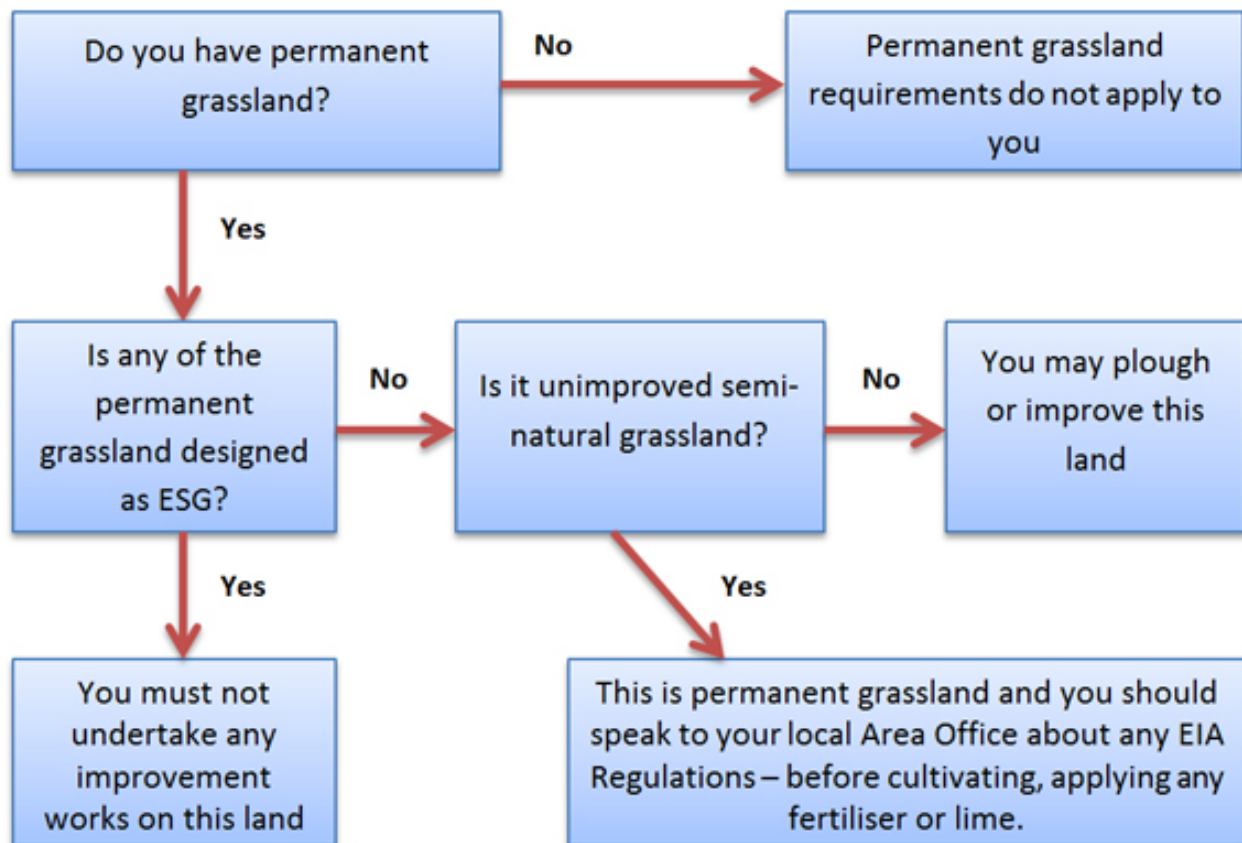 Do you have permanent
grassland?
No
Permanent grassland
requirements do not apply to
you
Yes
Is any of the
permanent
grassland designed
as ESG?
No
Is it unimproved semi-
natural grassland?
No
You may plough
or improve this
land
Yes
Yes
You must not
undertake any
improvement
works on this land
This is permanent grassland and you should
speak to your local Area Office about any EIA
Regulations – before cultivating, applying any
fertiliser or lime.